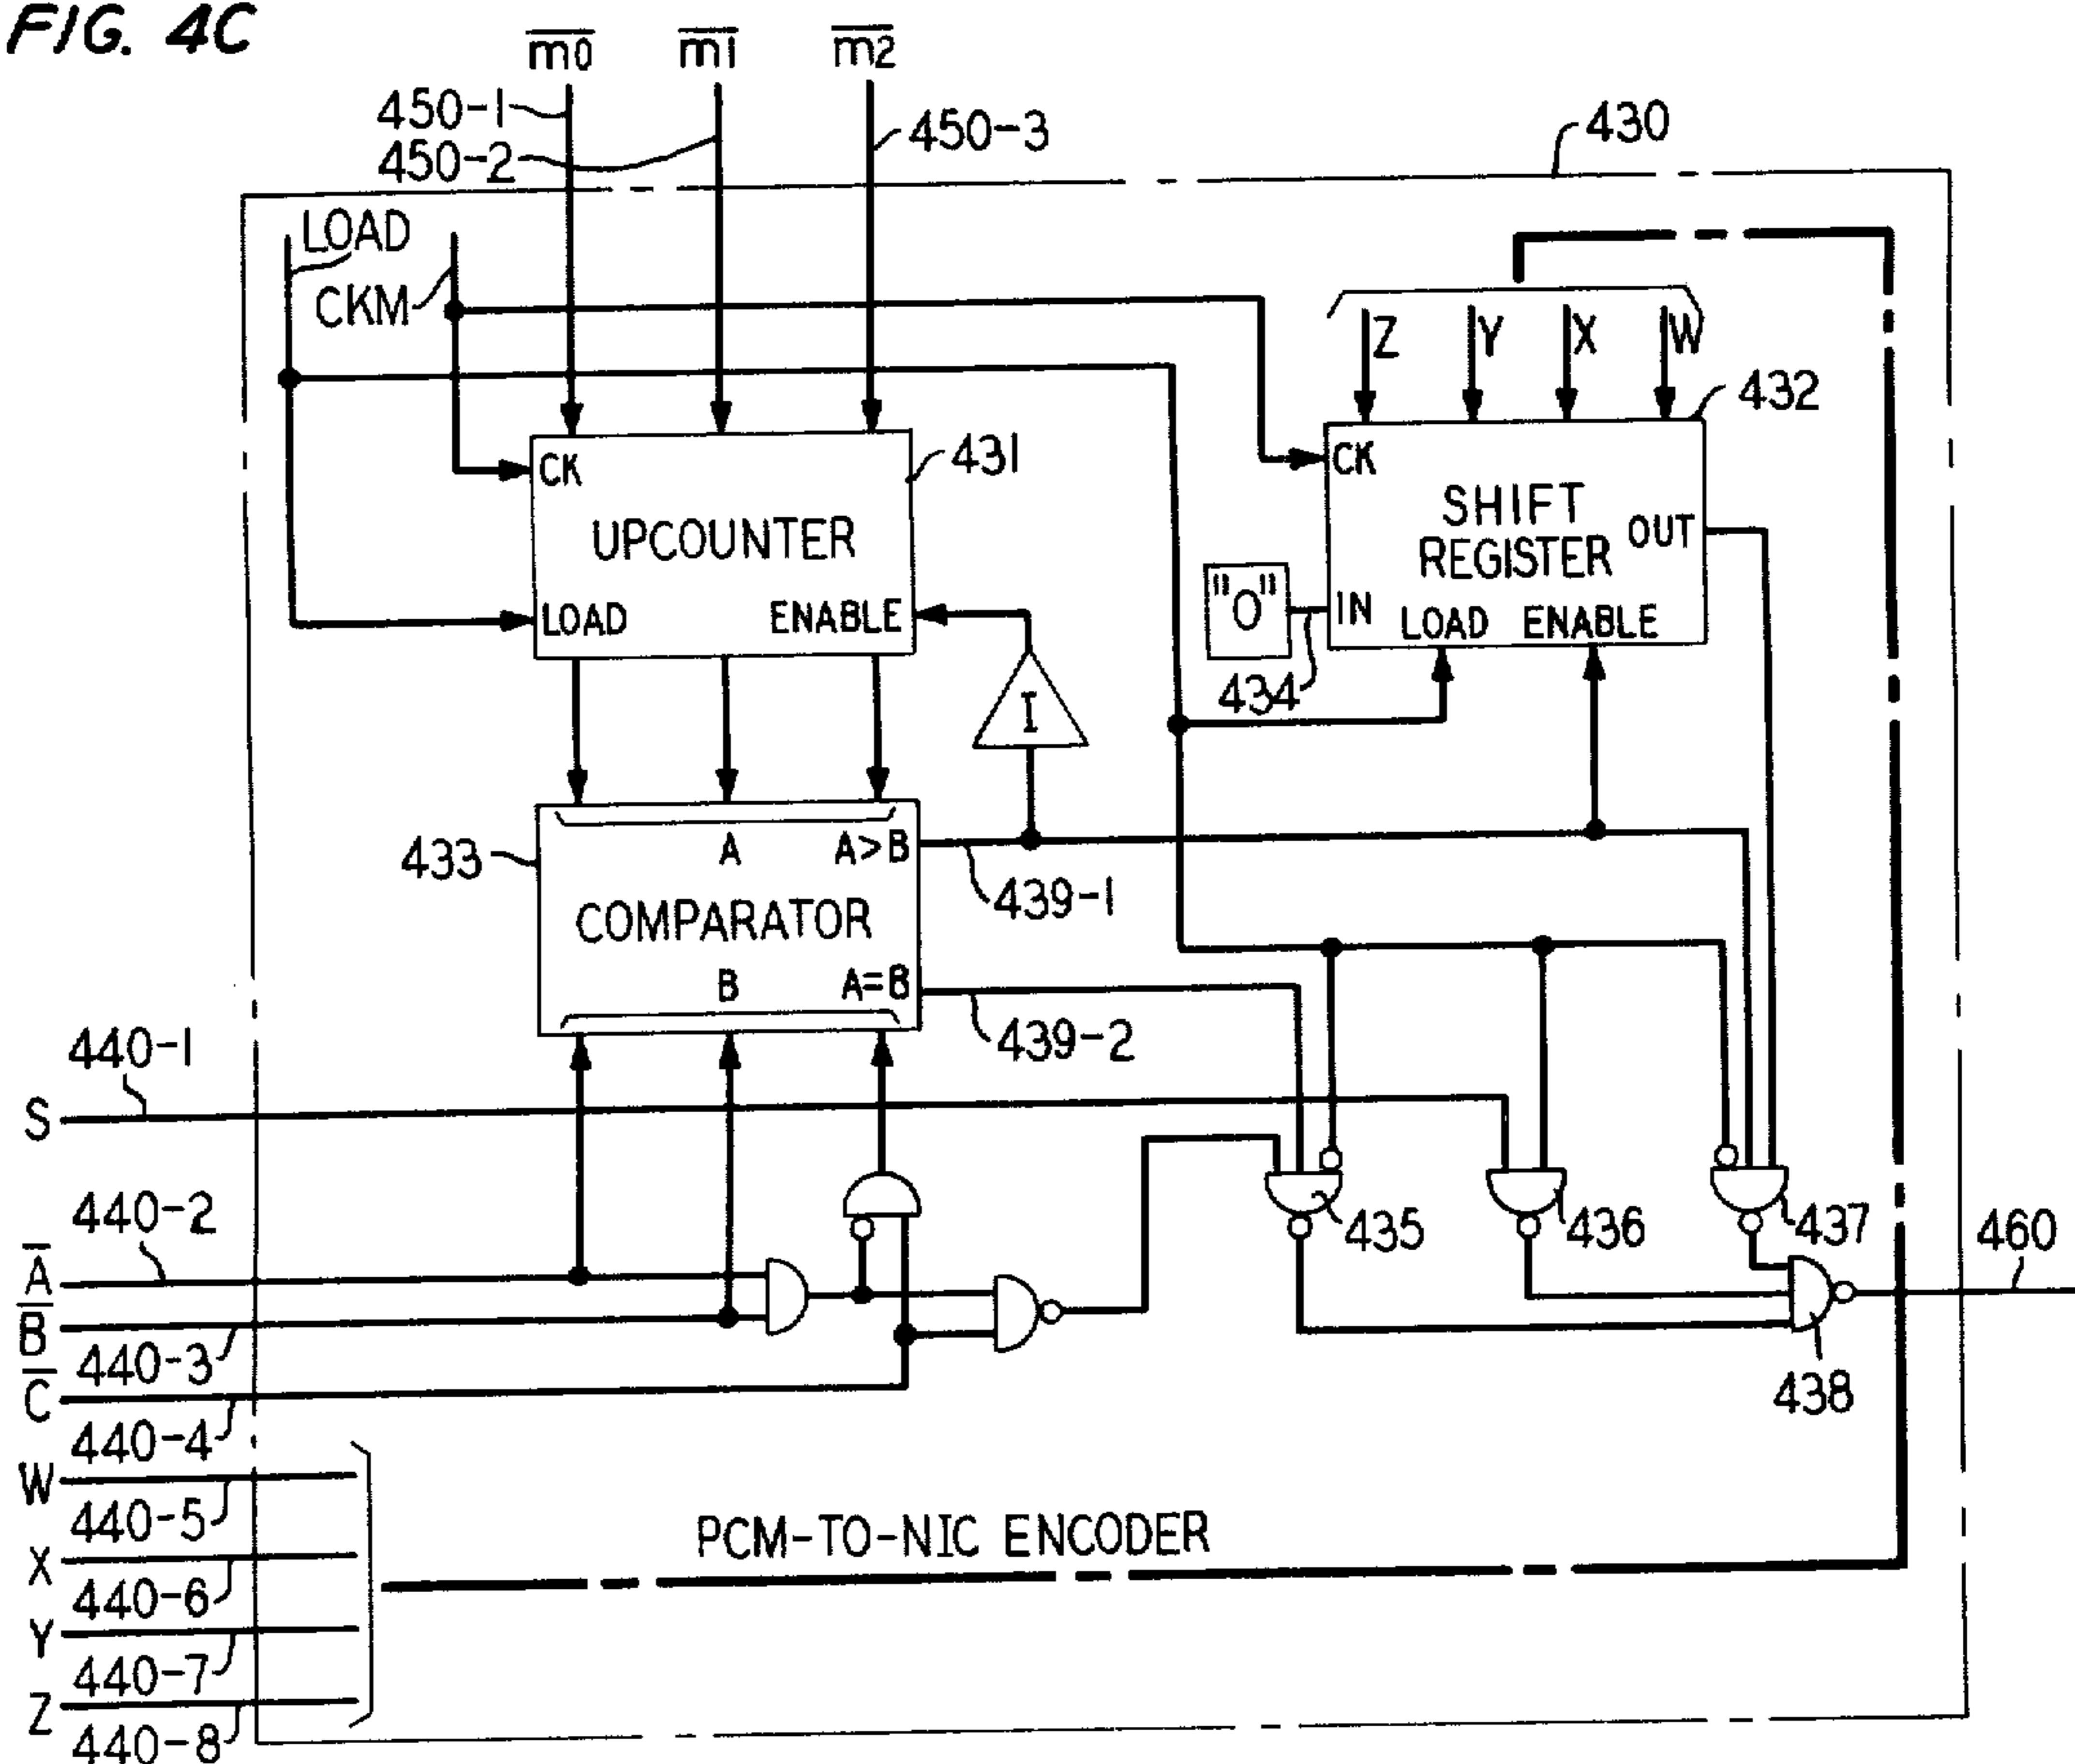 FIG. 4C
m0 m1 m2
450-1
450-2
450-3
430
LOAD
CKM
Z Y X W
432
CK
431
UPCOUNTER
LOAD ENABLE
CK
SHIFT
REGISTER
OUT
"0"
IN
LOAD ENABLE
434
I
433
A A>B
COMPARATOR
B A=B
439-1
439-2
440-1
S
440-2
A
B
440-3
C
440-4
435
436
437
460
438
W
440-5
X
440-6
Y
440-7
Z
440-8
PCM-TO-NIC ENCODER